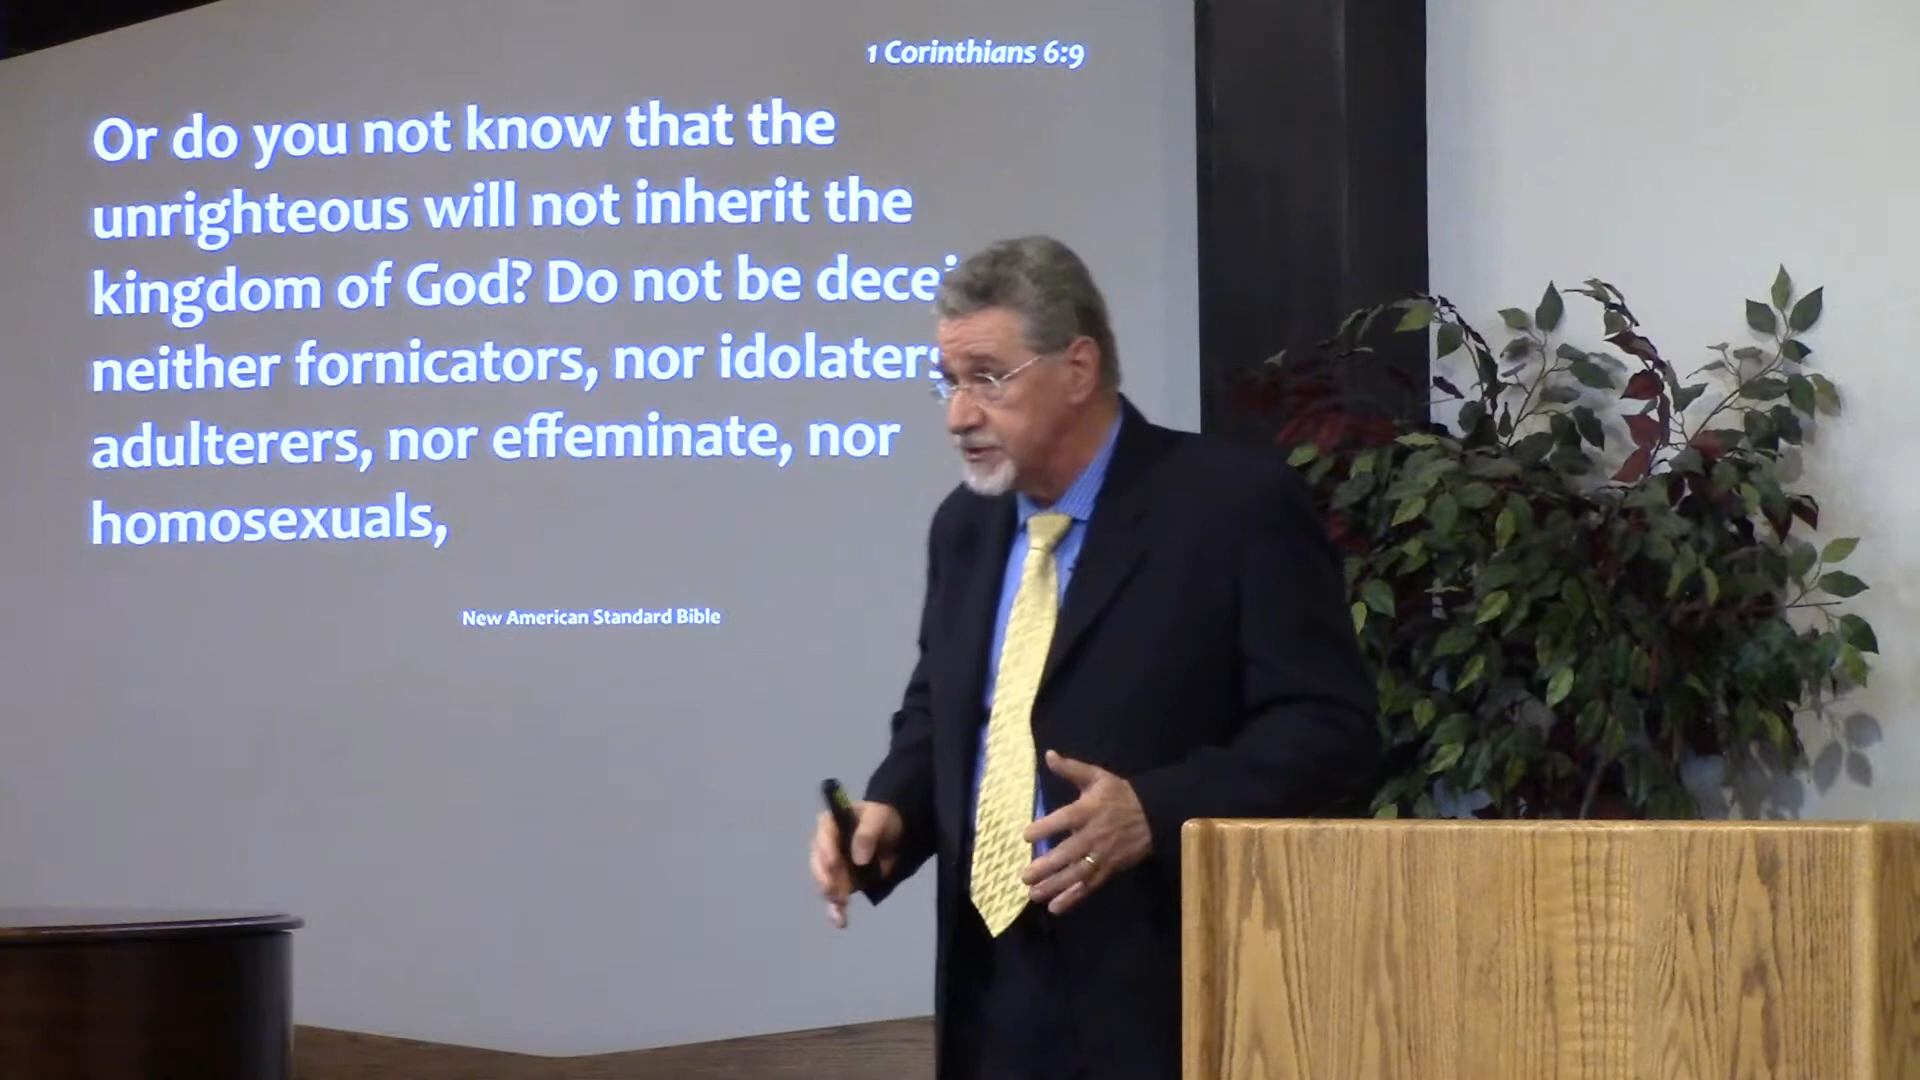 1 Corinthians 6:9
Or do you not know that the
unrighteous will not inherit the
kingdom of God? Do not be
neither fornicators, nor idolaters
adulterers, nor effeminate, nor
homosexuals,
New American Standard Bible